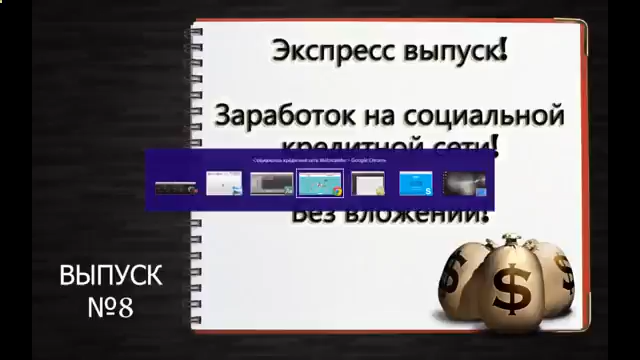 Экспресс выпуск!
Заработок на социальной
кредитной сети!
Без вложений!
ВЫПУСК
№8
$
$
$